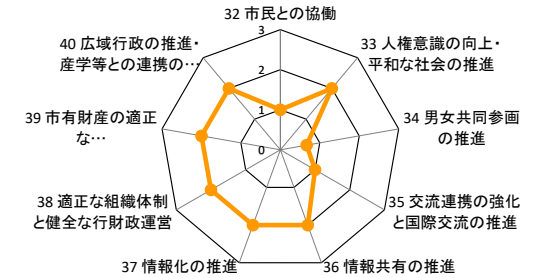 32 市民との協働
3
40 広域行政の推進・
産学等との連携の…
33 人権意識の向上・
平和な社会の推進
2
1
39 市有財産の適正
な…
34 男女共同参画
の推進
0
38 適正な組織体制
と健全な行財政運営
35 交流連携の強化
と国際交流の推進
37 情報化の推進
36 情報共有の推進